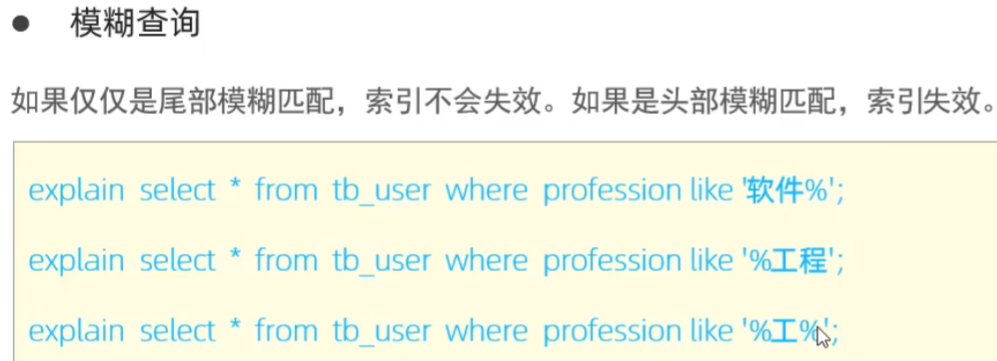 ● 模糊查询
如果仅仅是尾部模糊匹配，索引不会失效。如果是头部模糊匹配，索引失效。
explain select * from tb_user where profession like '软件%';
explain select * from tb_user where profession like '%工程';
explain select * from tb_user where profession like '%工%';